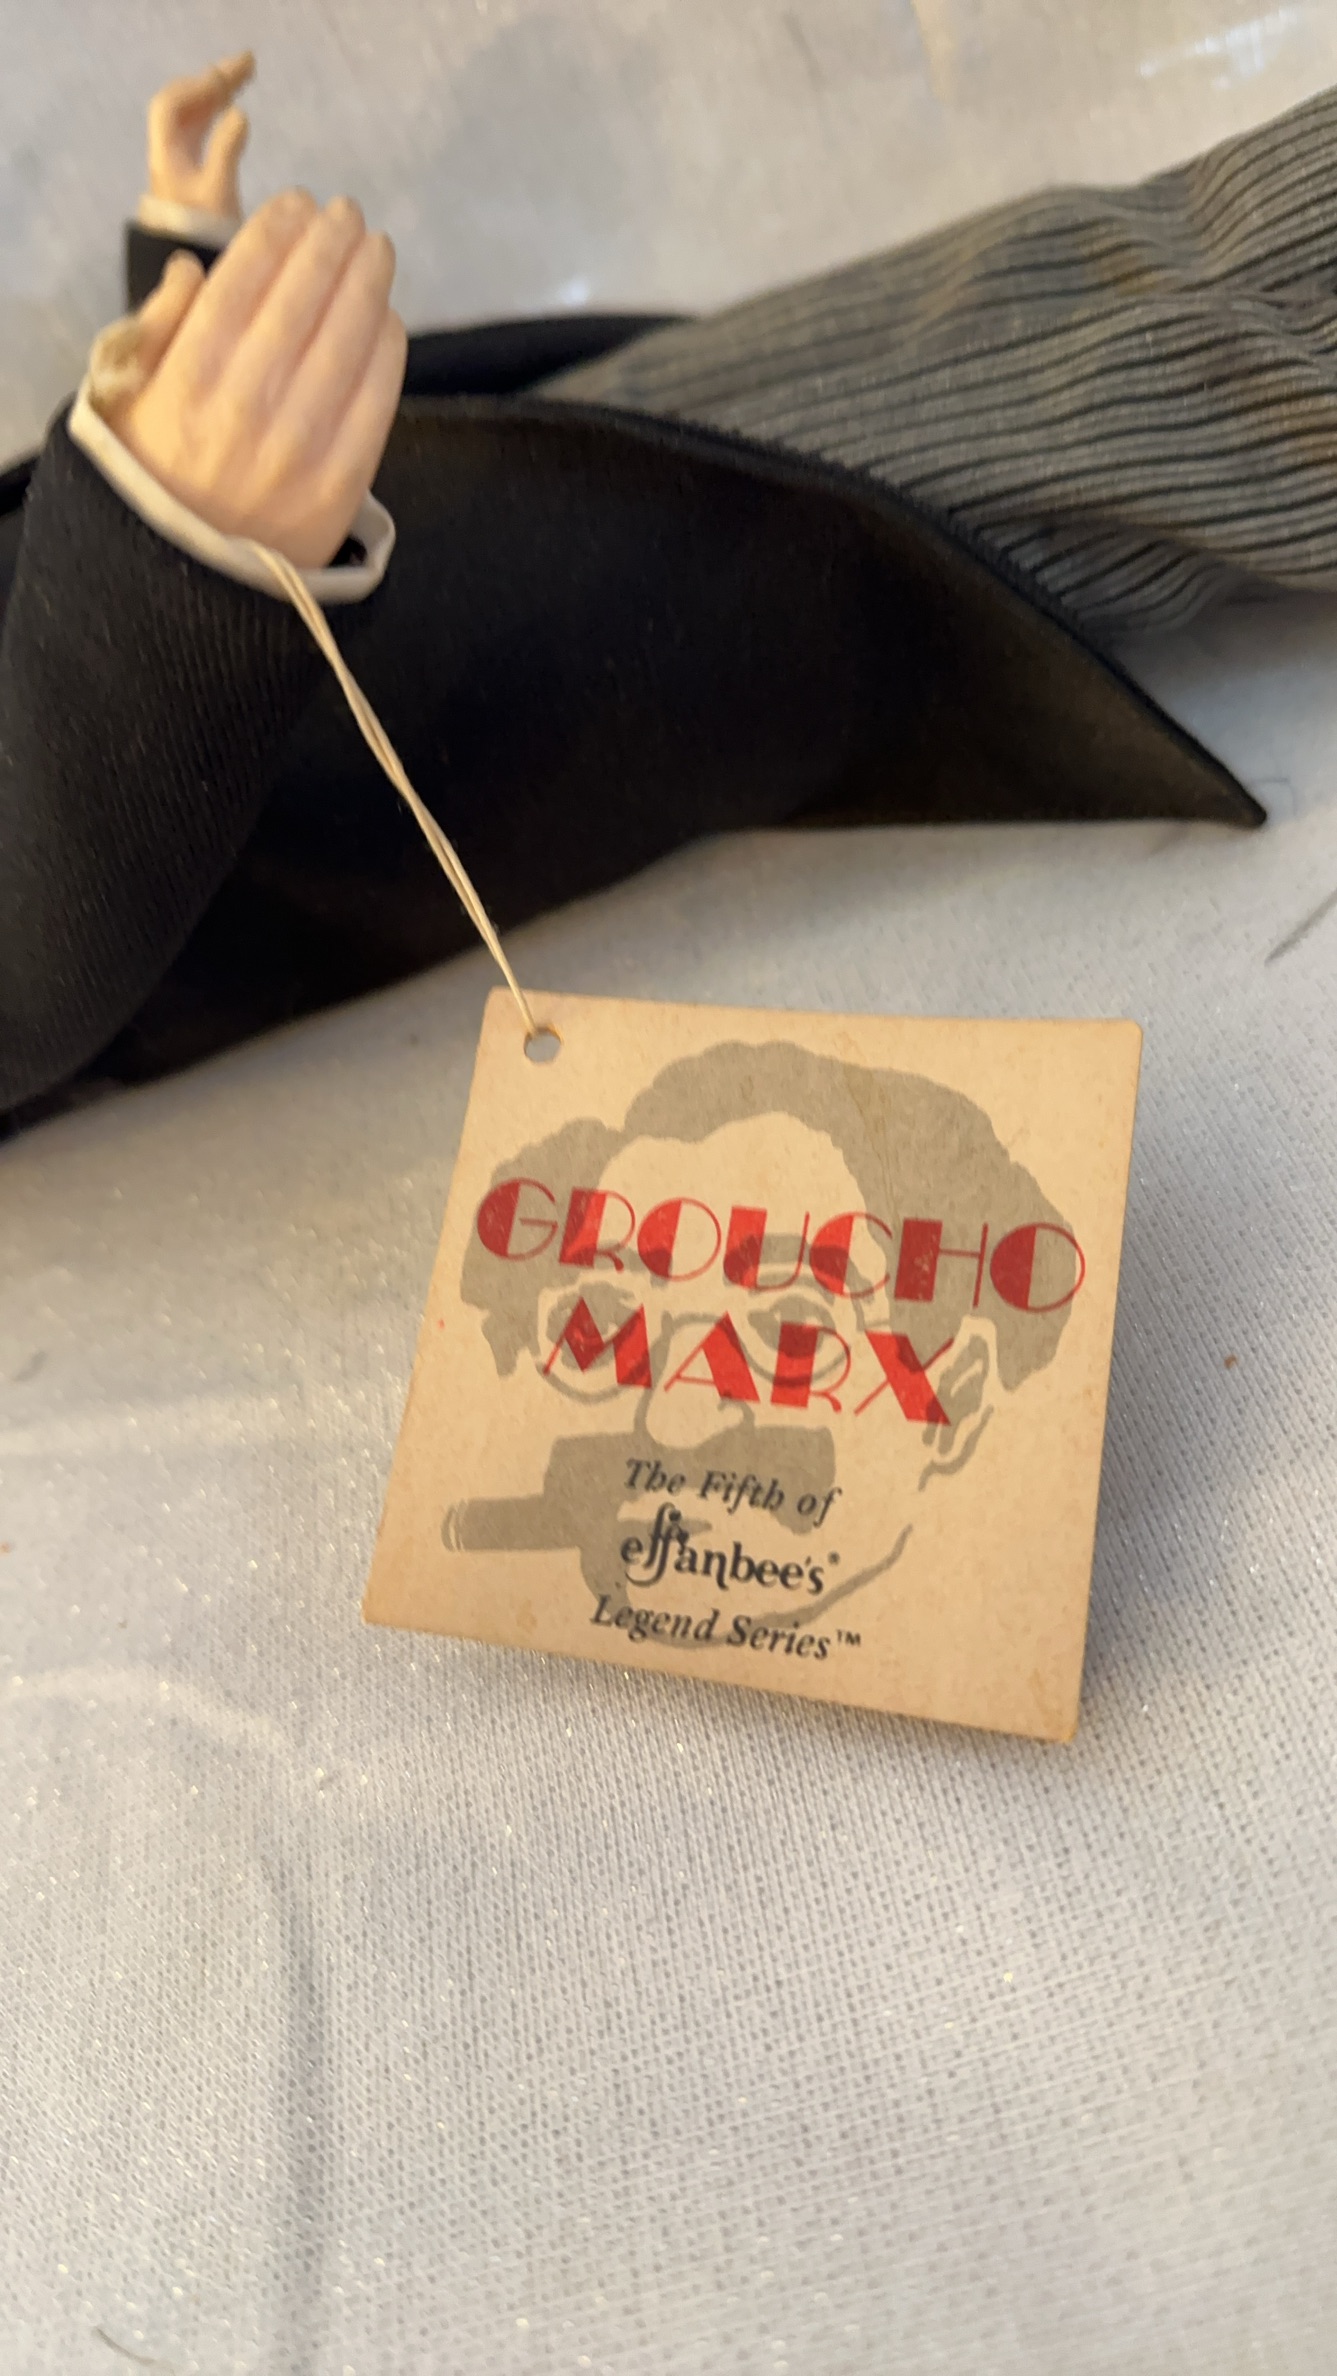 GROUCHO
MARX
The Fifth of
effanbee's®
Legend Series™